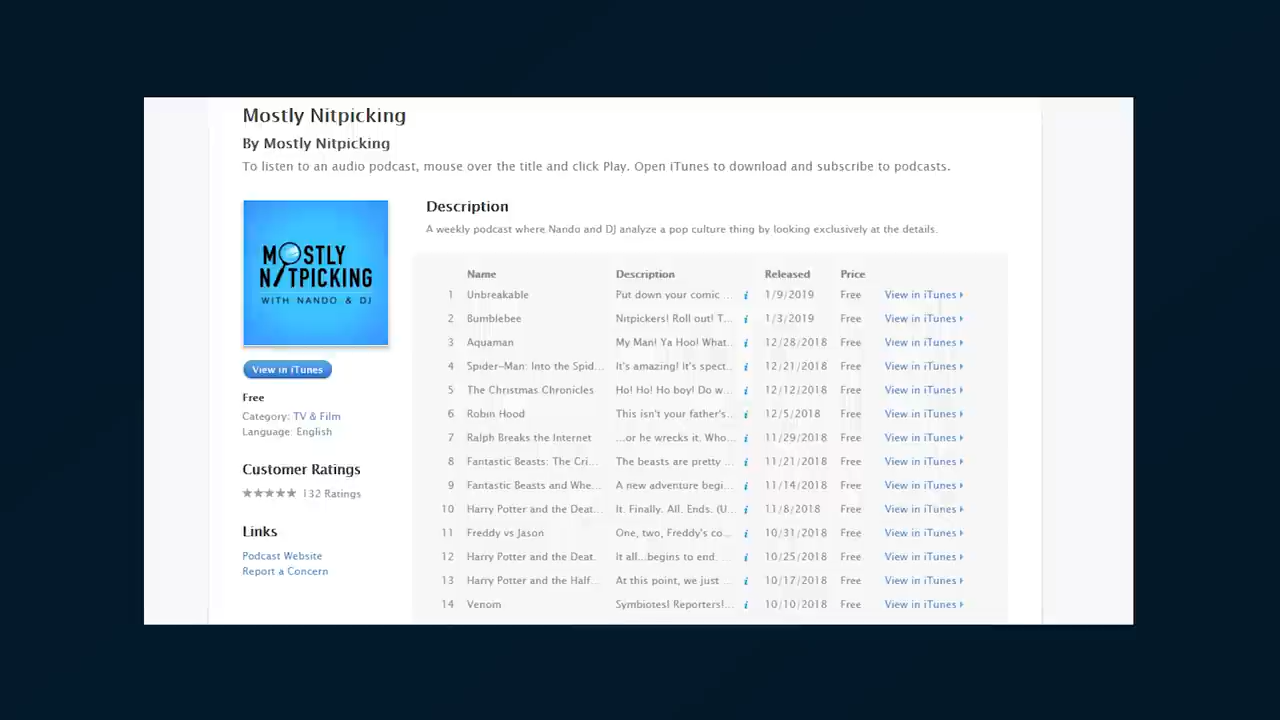 Mostly Nitpicking
By Mostly Nitpicking
To listen to an audio podcast, mouse over the title and click Play. Open iTunes to download and subscribe to podcasts.
MOSTLY
NITPICKING
WITH NANDO & DJ
View in iTunes
Free
Category: TV & Film
Language: English
Customer Ratings
★★★★★ 132 Ratings
Links
Podcast Website
Report a Concern
Description
A weekly podcast where Nando and DJ analyze a pop culture thing by looking exclusively at the details.
Name Description Released Price
1 Unbreakable Put down your comic ... i 1/9/2019 Free View in iTunes
2 Bumblebee Nitpickers! Roll out! T... i 1/3/2019 Free View in iTunes
3 Aquaman My Man! Ya Hoo! What... i 12/28/2018 Free View in iTunes
4 Spider-Man: Into the Spid... It's amazing! It's spect... i 12/21/2018 Free View in iTunes
5 The Christmas Chronicles Ho! Ho! Ho boy! Do w... i 12/12/2018 Free View in iTunes
6 Robin Hood This isn't your father's... i 12/5/2018 Free View in iTunes
7 Ralph Breaks the Internet ...or he wrecks it. Who... i 11/29/2018 Free View in iTunes
8 Fantastic Beasts: The Cri... The beasts are pretty ... i 11/21/2018 Free View in iTunes
9 Fantastic Beasts and Whe... A new adventure begi... i 11/14/2018 Free View in iTunes
10 Harry Potter and the Deat... It. Finally. All. Ends. (U... i 11/8/2018 Free View in iTunes
11 Freddy vs Jason One, two, Freddy's co... i 10/31/2018 Free View in iTunes
12 Harry Potter and the Deat... It all...begins to end. ... i 10/25/2018 Free View in iTunes
13 Harry Potter and the Half... At this point, we just ... i 10/17/2018 Free View in iTunes
14 Venom Symbiotes! Reporters!... i 10/10/2018 Free View in iTunes